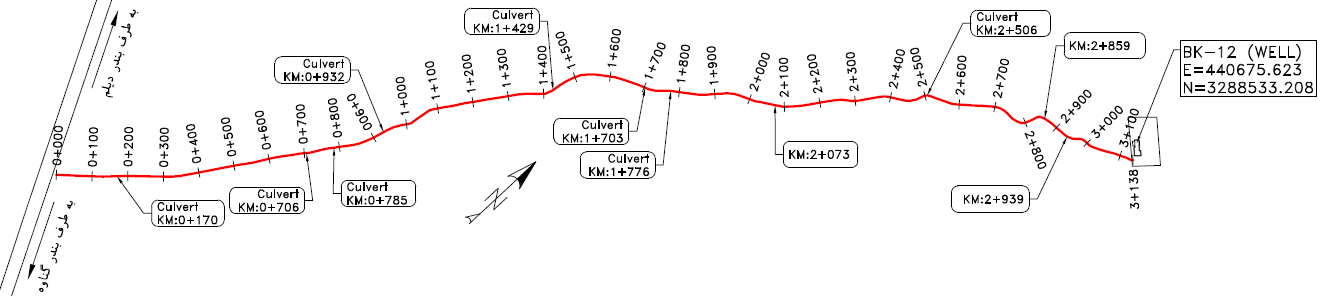 به طرف بندر دیلم
به طرف بندر گناوه
0+000
0+100
0+200
0+300
0+400
0+500
0+600
0+700
0+800
0+900
1+000
1+100
1+200
1+300
1+400
1+500
1+600
1+700
1+800
1+900
2+000
2+100
2+200
2+300
2+400
2+500
2+600
2+700
2+800
2+900
3+000
3+100
3+138
Culvert
KM:0+170
Culvert
KM:0+706
Culvert
KM:0+785
Culvert
KM:0+932
Culvert
KM:1+429
Culvert
KM:1+703
Culvert
KM:1+776
KM:2+073
Culvert
KM:2+506
KM:2+859
KM:2+939
BK-12 (WELL)
E=440675.623
N=3288533.208
N